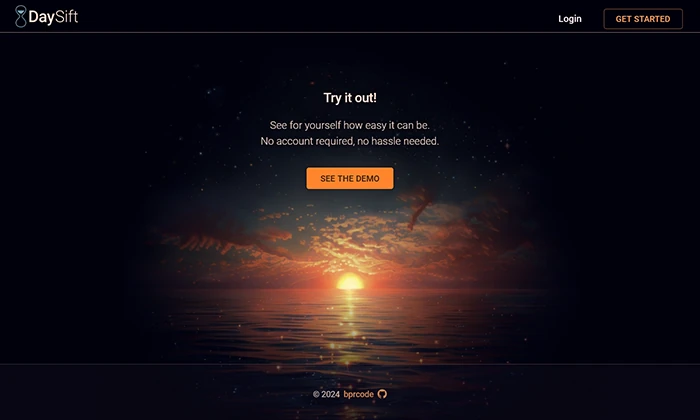 DaySift
Login
GET STARTED
Try it out!
See for yourself how easy it can be.
No account required, no hassle needed.
SEE THE DEMO
© 2024 bprcode